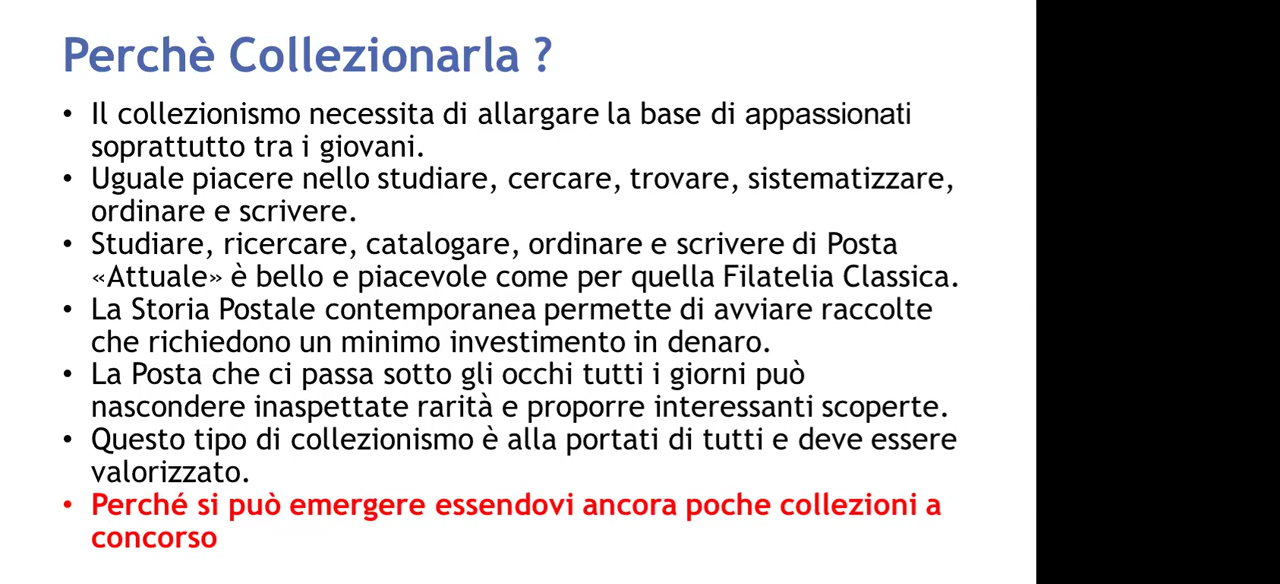 Perchè Collezionarla ?
• Il collezionismo necessita di allargare la base di appassionati
soprattutto tra i giovani.
• Uguale piacere nello studiare, cercare, trovare, sistematizzare,
ordinare e scrivere.
• Studiare, ricercare, catalogare, ordinare e scrivere di Posta
«Attuale» è bello e piacevole come per quella Filatelia Classica.
• La Storia Postale contemporanea permette di avviare raccolte
che richiedono un minimo investimento in denaro.
• La Posta che ci passa sotto gli occhi tutti i giorni può
nascondere inaspettate rarità e proporre interessanti scoperte.
• Questo tipo di collezionismo è alla portati di tutti e deve essere
valorizzato.
• Perché si può emergere essendovi ancora poche collezioni a
concorso